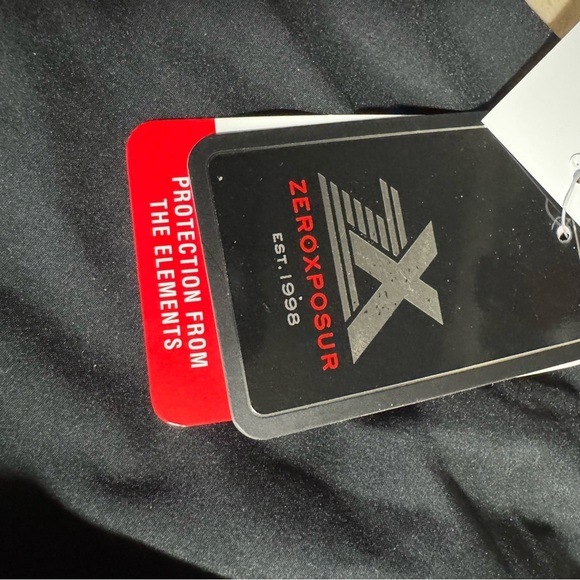 ZEROXPOSUR
EST. 1998
PROTECTION FROM
THE ELEMENTS